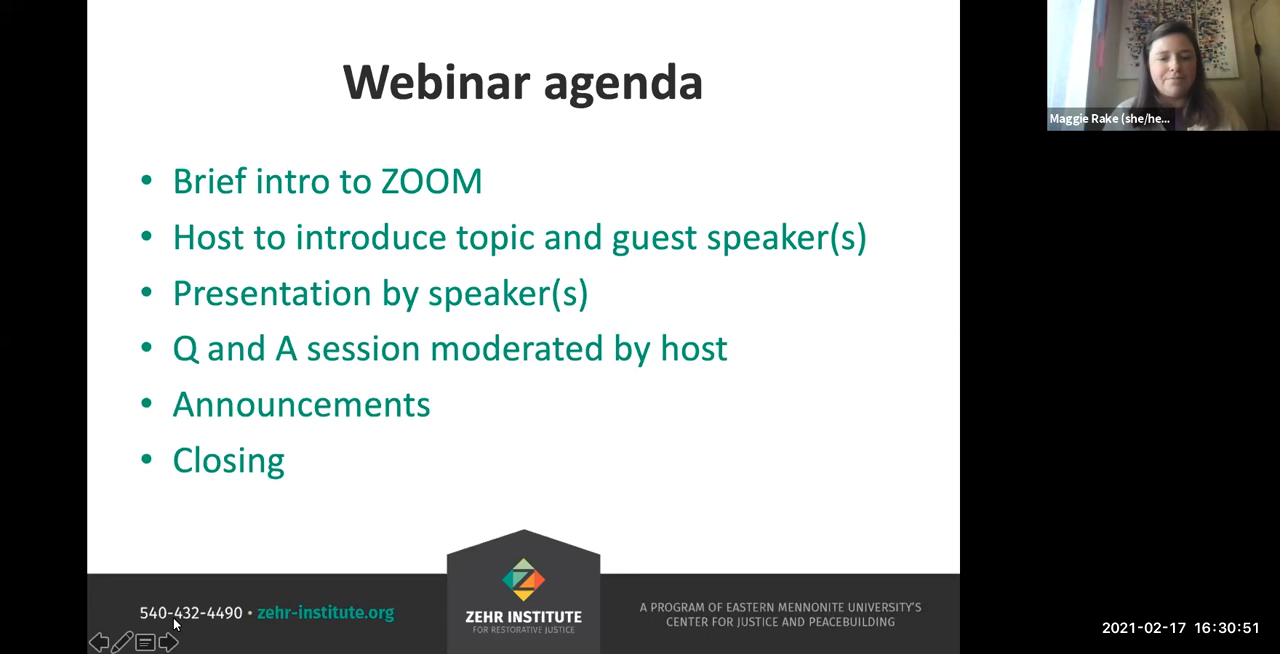 Webinar agenda
• Brief intro to ZOOM
• Host to introduce topic and guest speaker(s)
• Presentation by speaker(s)
• Q and A session moderated by host
• Announcements
• Closing
540-432-4490 • zehr-institute.org
ZEHR INSTITUTE
FOR RESTORATIVE JUSTICE
A PROGRAM OF EASTERN MENNONITE UNIVERSITY'S
CENTER FOR JUSTICE AND PEACEBUILDING
Maggie Rake (she/he...
2021-02-17 16:30:51